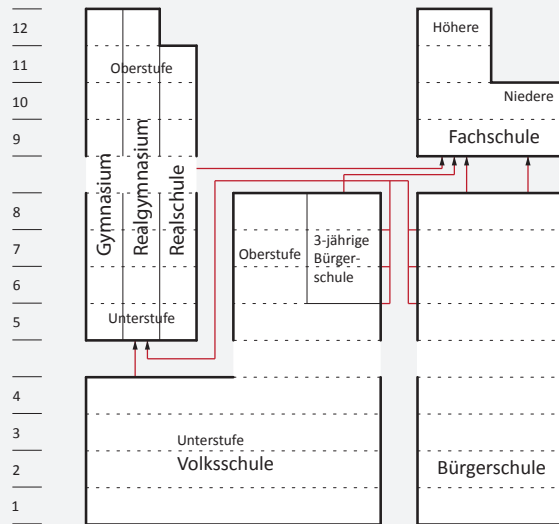 12
11
10
9
8
7
6
5
4
3
2
1
Oberstufe
Gymnasium
Realgymnasium
Realschule
Unterstufe
Höhere
Niedere
Fachschule
Oberstufe
3-jährige
Bürger-
schule
Unterstufe
Volksschule
Bürgerschule